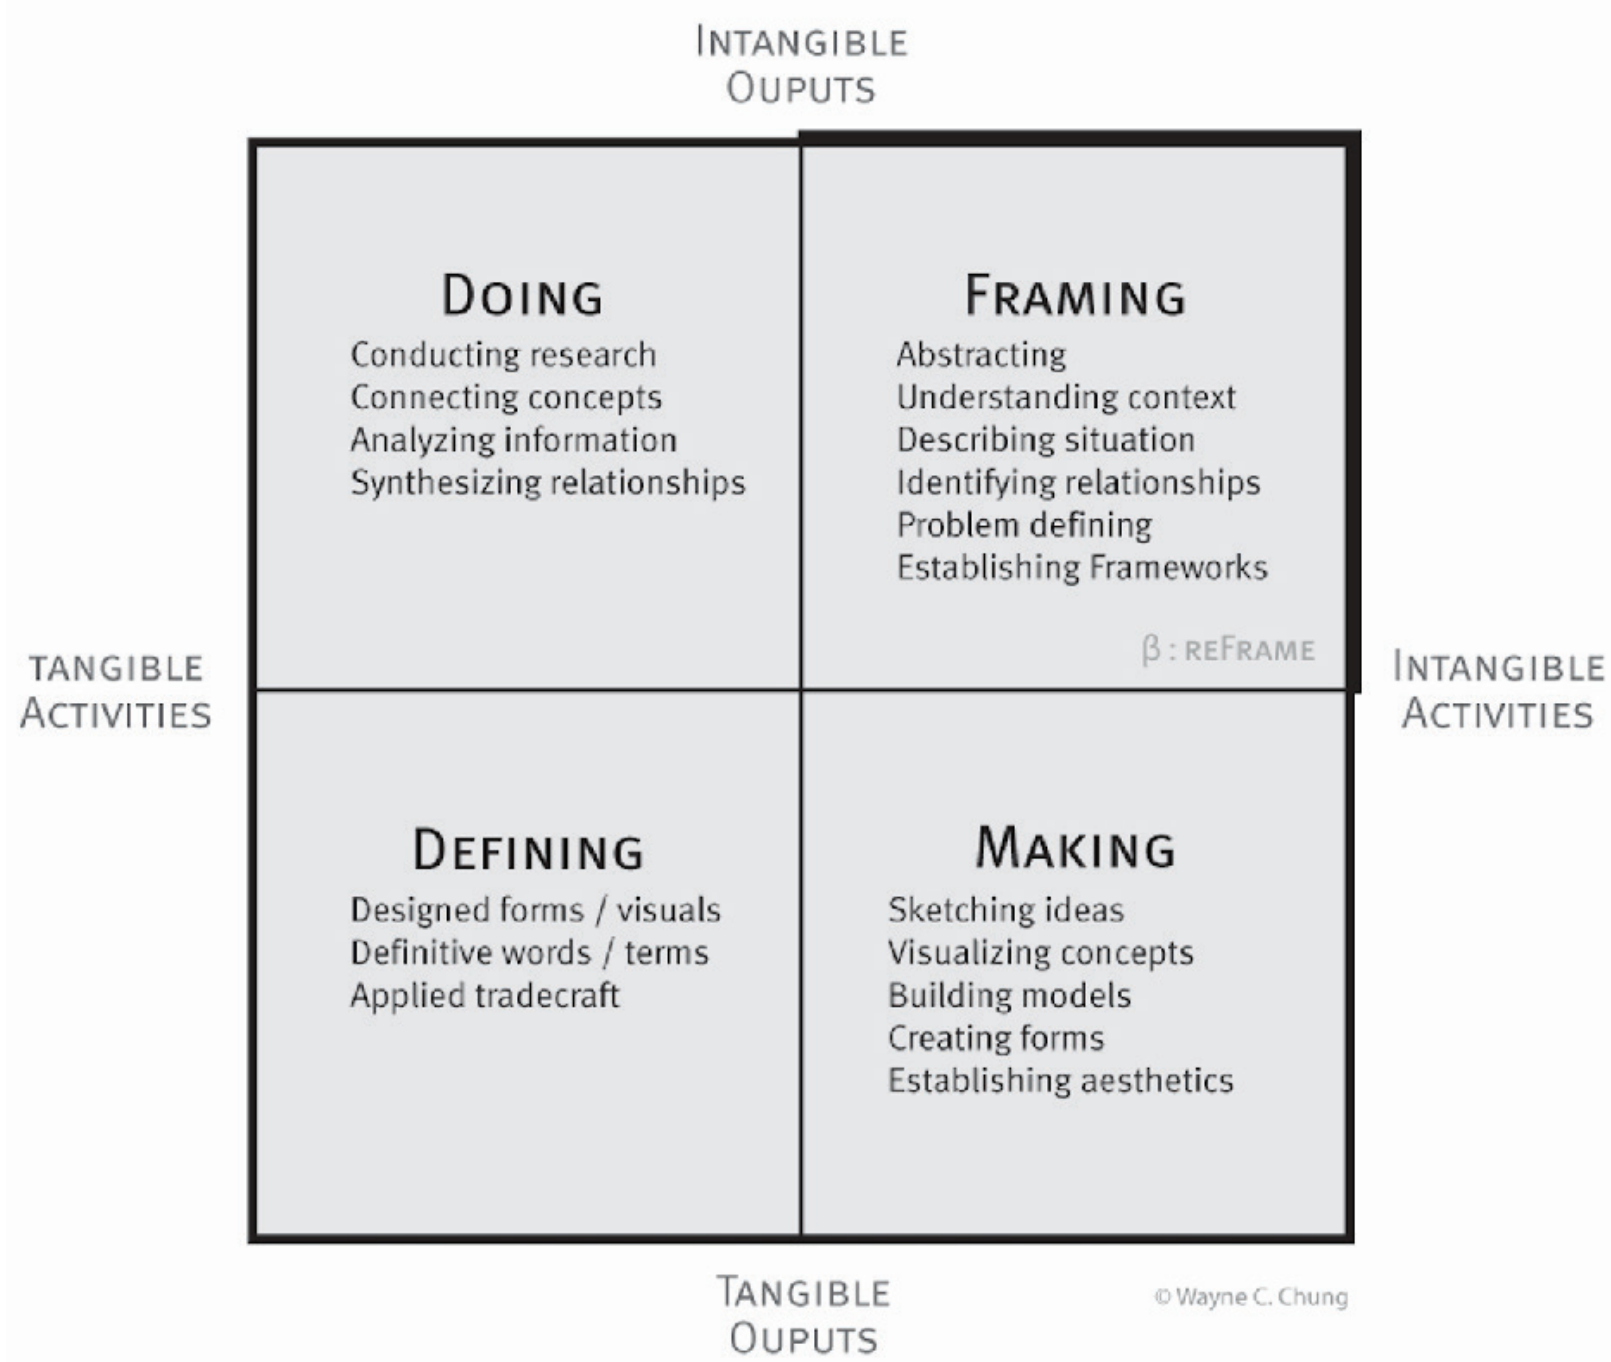 INTANGIBLE
OUPUTS
DOING
Conducting research
Connecting concepts
Analyzing information
Synthesizing relationships
FRAMING
Abstracting
Understanding context
Describing situation
Identifying relationships
Problem defining
Establishing Frameworks
β : REFRAME
TANGIBLE
ACTIVITIES
INTANGIBLE
ACTIVITIES
DEFINING
Designed forms / visuals
Definitive words / terms
Applied tradecraft
MAKING
Sketching ideas
Visualizing concepts
Building models
Creating forms
Establishing aesthetics
TANGIBLE
OUPUTS
© Wayne C. Chung